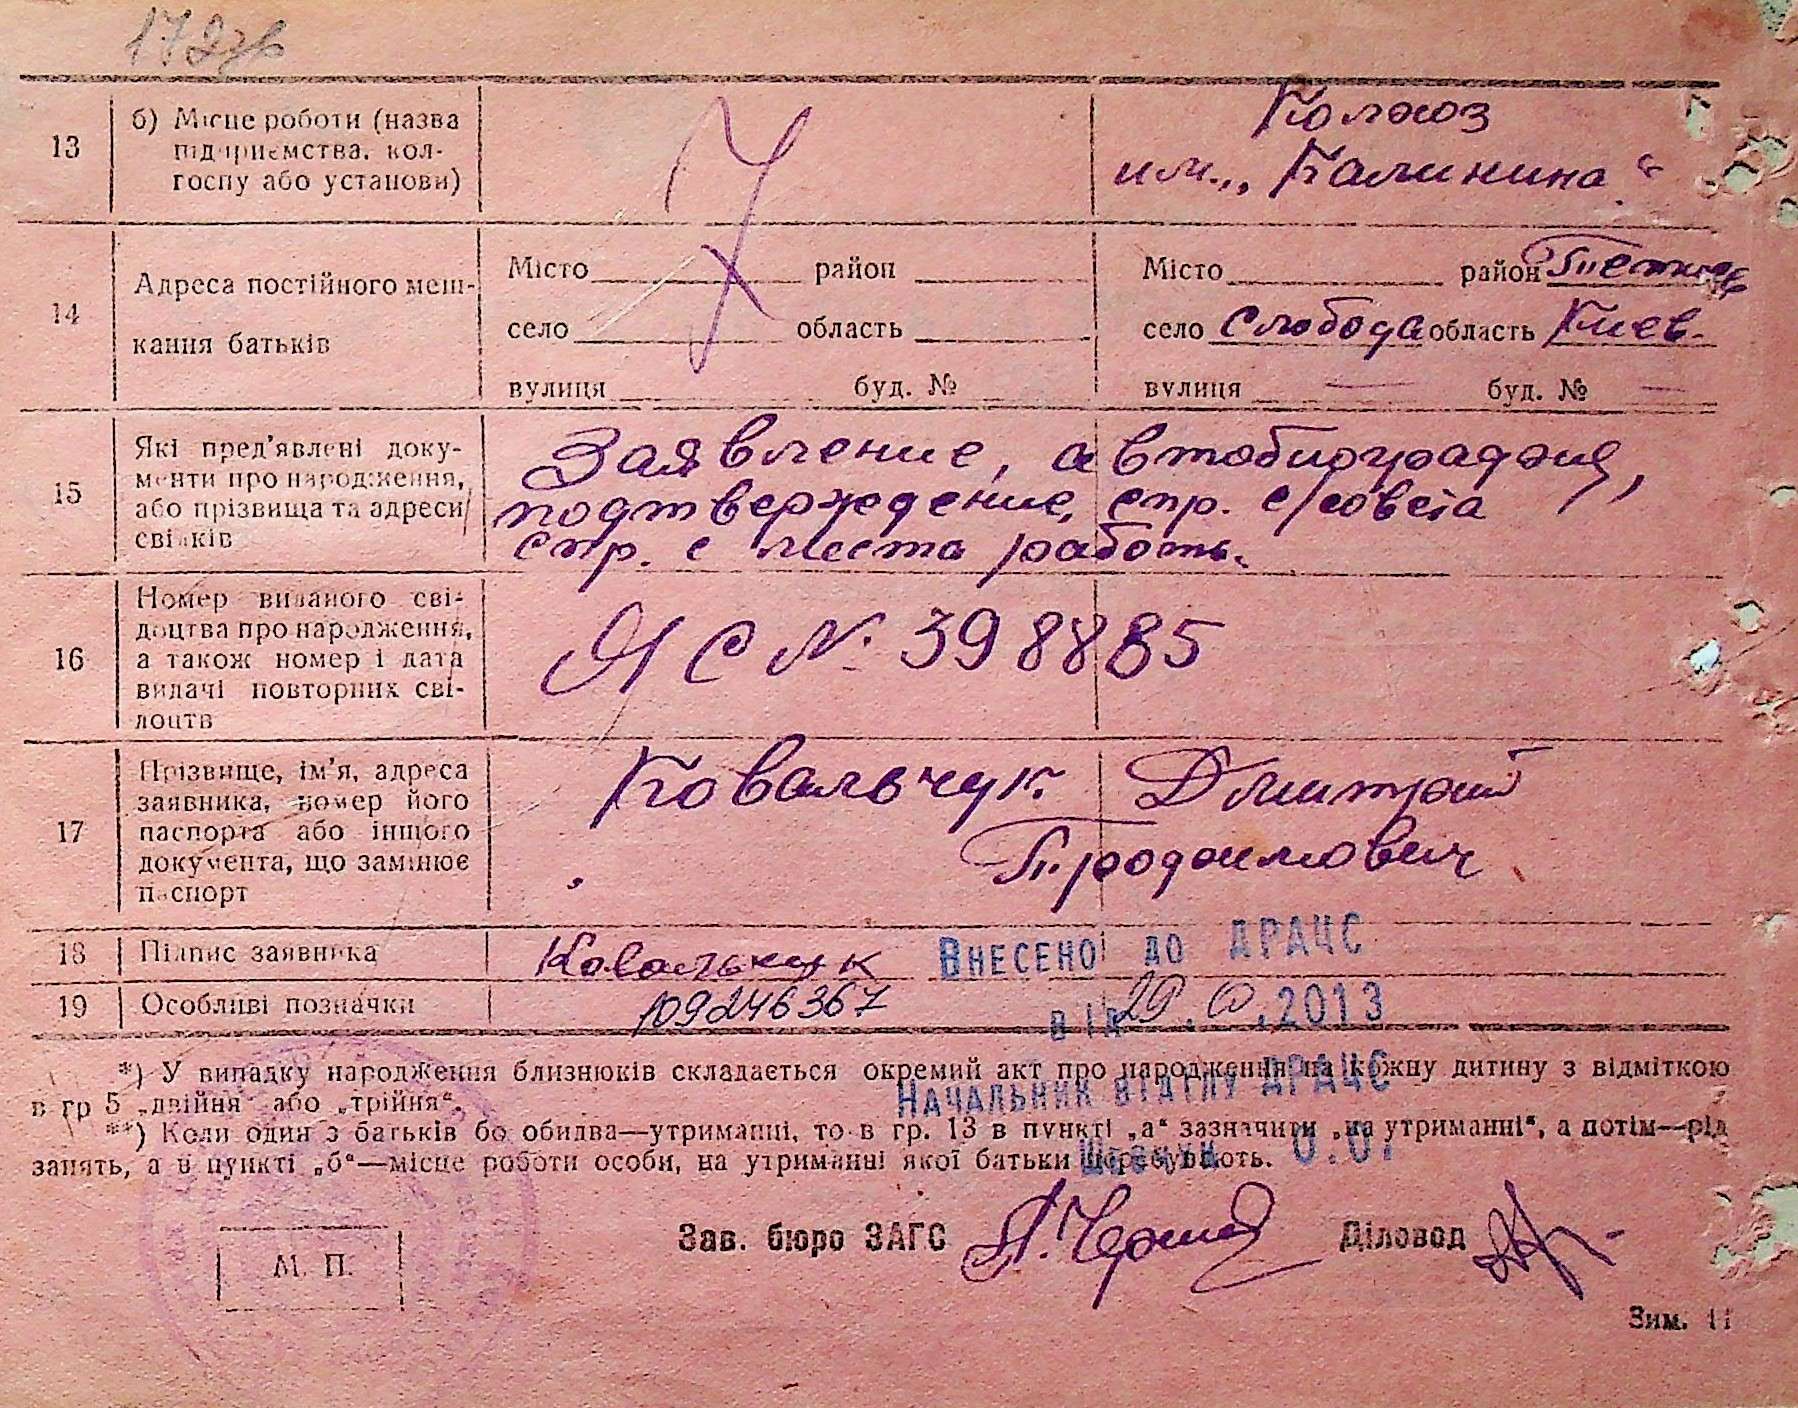 13
б) Місце роботи (назва
підприємства, кол-
госпу або установи)
Колхоз
им. „Калинина“
14
Адреса постійного меш-
кання батьків
Місто район
село область
вулиця буд. №
Місто район
село Слобода область Киев.
вулиця — буд. № —
15
Які пред'явлені доку-
менти про народження,
або прізвища та адреси
свідків
Заявление, автобиография,
подтверждение, спр. с/совета
спр. с места работы.
16
Номер виданого сві-
доцтва про народження,
а також номер і дата
видачі повторних сві-
доцтв
ЯС № 398885
17
Прізвище, ім'я, адреса
заявника, номер його
паспорта або іншого
документа, що замінює
паспорт
Ковальчук Дмитрий
18
Підпис заявника
Ковальчук
Внесено до ДРАЦС
19
Особливі позначки
109246367
від 29. .2013
*) У випадку народження близнюків складається окремий акт про народження на кожну дитину з відміткою
в гр 5 „двійня“ або „трійня“.
Начальник відділу ДРАЦС
**) Коли один з батьків бо обидва—утриманні, то в гр. 13 в пункті „а“ зазначити „на утриманні“, а потім—рід
занять, а в пункті „б“—місце роботи особи, на утриманні якої батьки перебувають.
О.О.
Зав. бюро ЗАГС
Діловод
М. П.
Зим. 11